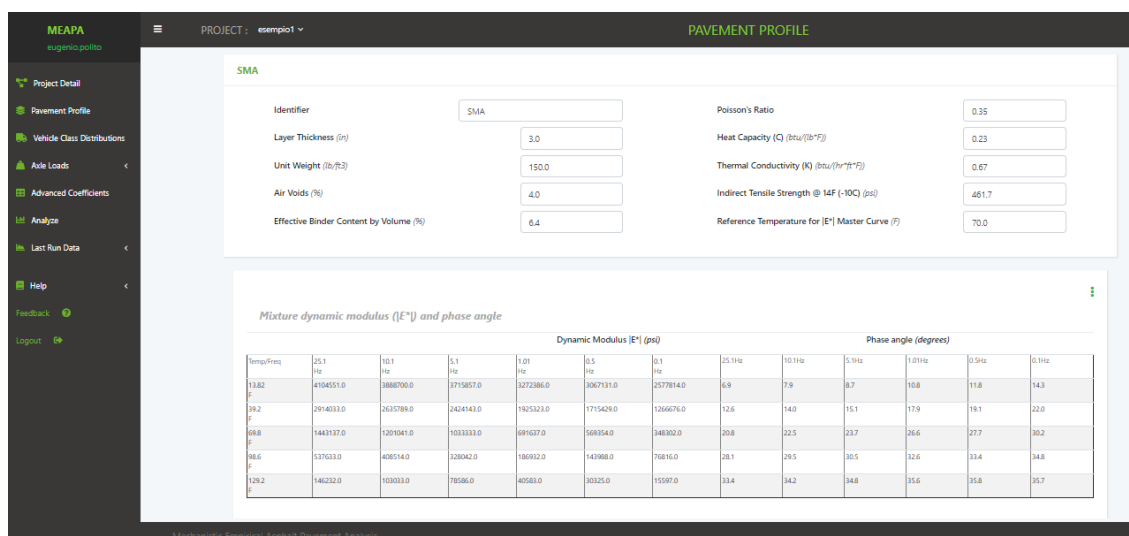 MEAPA
eugenio.polito
PROJECT : esempio1
PAVEMENT PROFILE
Project Detail
Pavement Profile
Vehicle Class Distributions
Axle Loads
Advanced Coefficients
Analyze
Last Run Data
Help
Feedback
Logout
SMA
Identifier SMA
Layer Thickness (in) 3.0
Unit Weight (lb/ft3) 150.0
Air Voids (%) 4.0
Effective Binder Content by Volume (%) 6.4
Poisson's Ratio 0.35
Heat Capacity (C) (btu/(lb*F)) 0.23
Thermal Conductivity (K) (btu/(hr*ft*F)) 0.67
Indirect Tensile Strength @ 14F (-10C) (psi) 461.7
Reference Temperature for |E*| Master Curve (F) 70.0
Mixture dynamic modulus (|E*|) and phase angle
Dynamic Modulus |E*| (psi) Phase angle (degrees)
Temp/Freq 25.1 Hz 10.1 Hz 5.1 Hz 1.01 Hz 0.5 Hz 0.1 Hz 25.1Hz 10.1Hz 5.1Hz 1.01Hz 0.5Hz 0.1Hz
13.82 F 4104551.0 3888700.0 3715857.0 3272386.0 3067131.0 2577814.0 6.9 7.9 8.7 10.8 11.8 14.3
39.2 F 2914033.0 2635789.0 2424143.0 1925323.0 1715429.0 1266676.0 12.6 14.0 15.1 17.9 19.1 22.0
69.8 F 1443137.0 1201041.0 1033333.0 691637.0 569354.0 348302.0 20.8 22.5 23.7 26.6 27.7 30.2
98.6 F 537633.0 408514.0 328042.0 186932.0 143988.0 76816.0 28.1 29.5 30.5 32.6 33.4 34.8
129.2 F 146232.0 103033.0 78586.0 40583.0 30325.0 15597.0 33.4 34.2 34.8 35.6 35.8 35.7
Mechanistic Empirical Asphalt Pavement Analysis